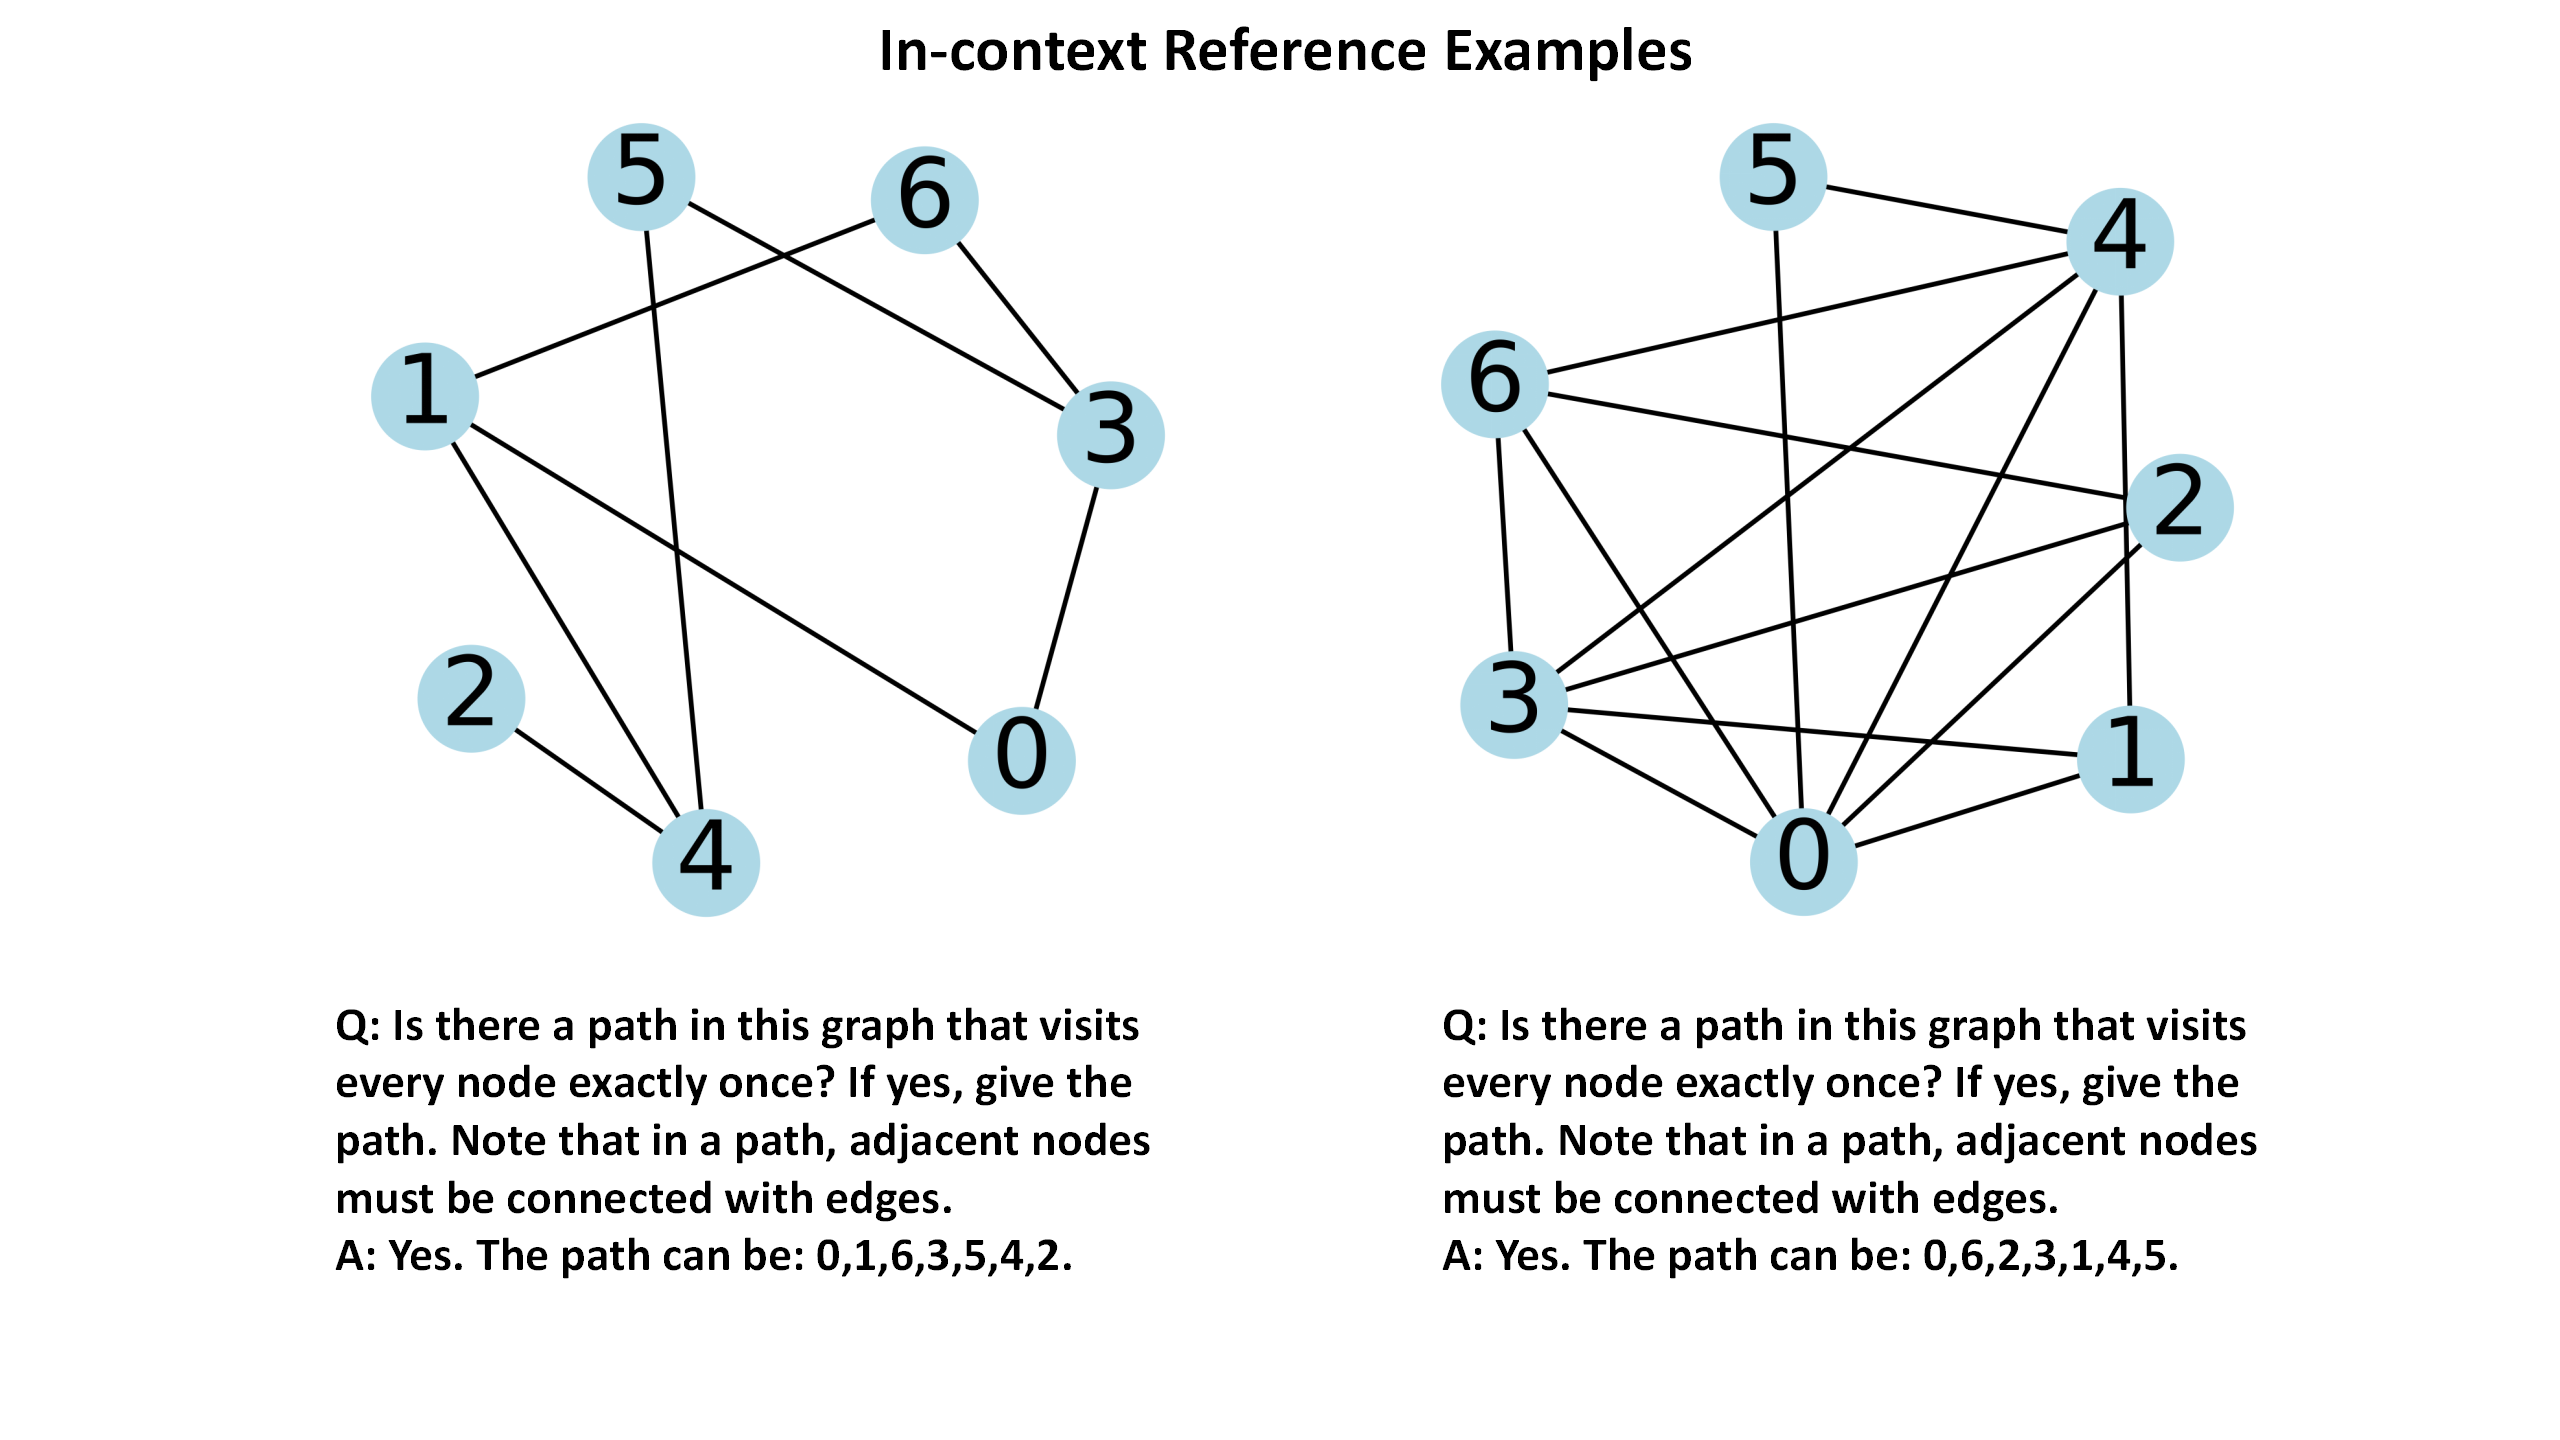 In-context Reference Examples
5
6
1
3
2
0
4
5
4
6
2
3
1
0
Q: Is there a path in this graph that visits
every node exactly once? If yes, give the
path. Note that in a path, adjacent nodes
must be connected with edges.
A: Yes. The path can be: 0,1,6,3,5,4,2.
Q: Is there a path in this graph that visits
every node exactly once? If yes, give the
path. Note that in a path, adjacent nodes
must be connected with edges.
A: Yes. The path can be: 0,6,2,3,1,4,5.